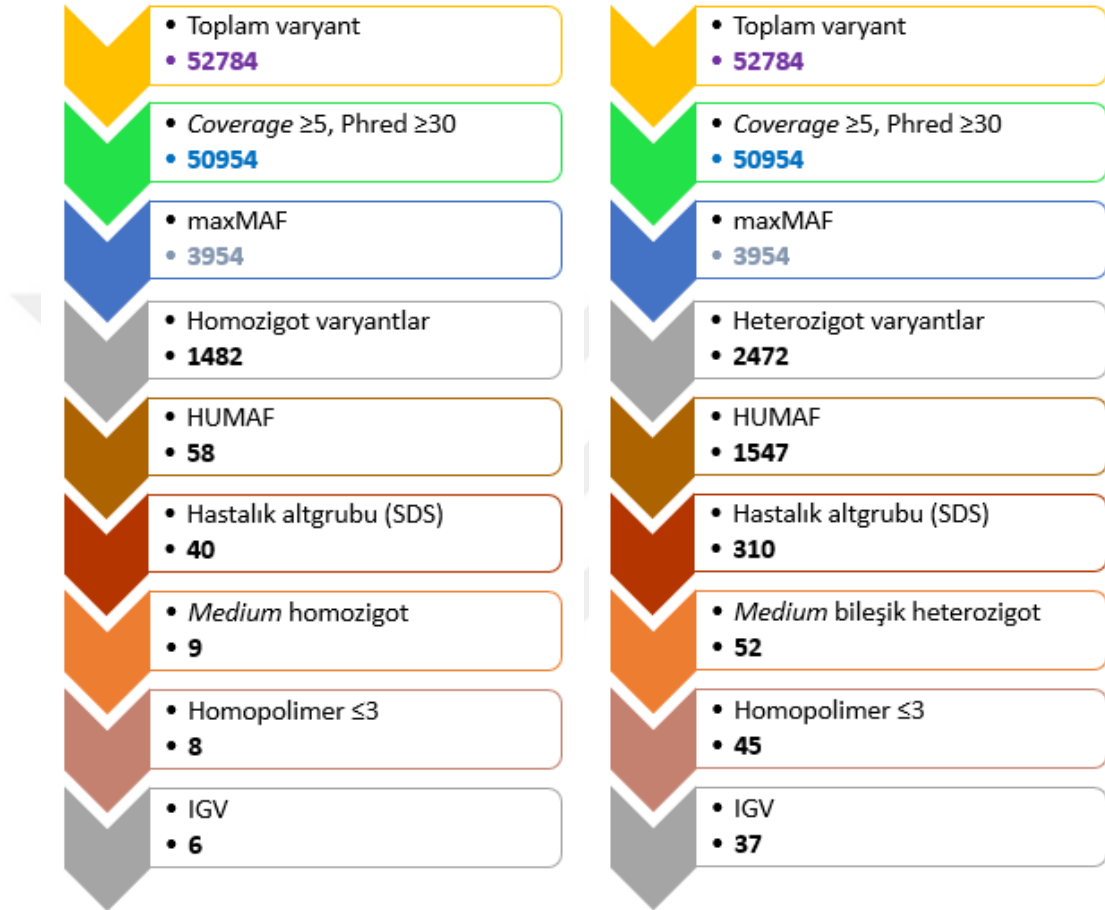 • Toplam varyant
• 52784
• Coverage ≥5, Phred ≥30
• 50954
• maxMAF
• 3954
• Homozigot varyantlar
• 1482
• HUMAF
• 58
• Hastalık altgrubu (SDS)
• 40
• Medium homozigot
• 9
• Homopolimer ≤3
• 8
• IGV
• 6
• Toplam varyant
• 52784
• Coverage ≥5, Phred ≥30
• 50954
• maxMAF
• 3954
• Heterozigot varyantlar
• 2472
• HUMAF
• 1547
• Hastalık altgrubu (SDS)
• 310
• Medium bileşik heterozigot
• 52
• Homopolimer ≤3
• 45
• IGV
• 37